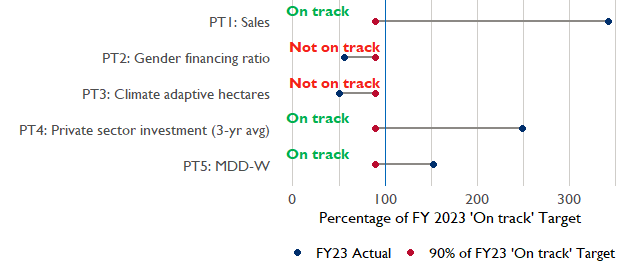 On track
PT1: Sales
Not on track
PT2: Gender financing ratio
Not on track
PT3: Climate adaptive hectares
On track
PT4: Private sector investment (3-yr avg)
On track
PT5: MDD-W
0 100 200 300
Percentage of FY 2023 'On track' Target
FY23 Actual 90% of FY23 'On track' Target